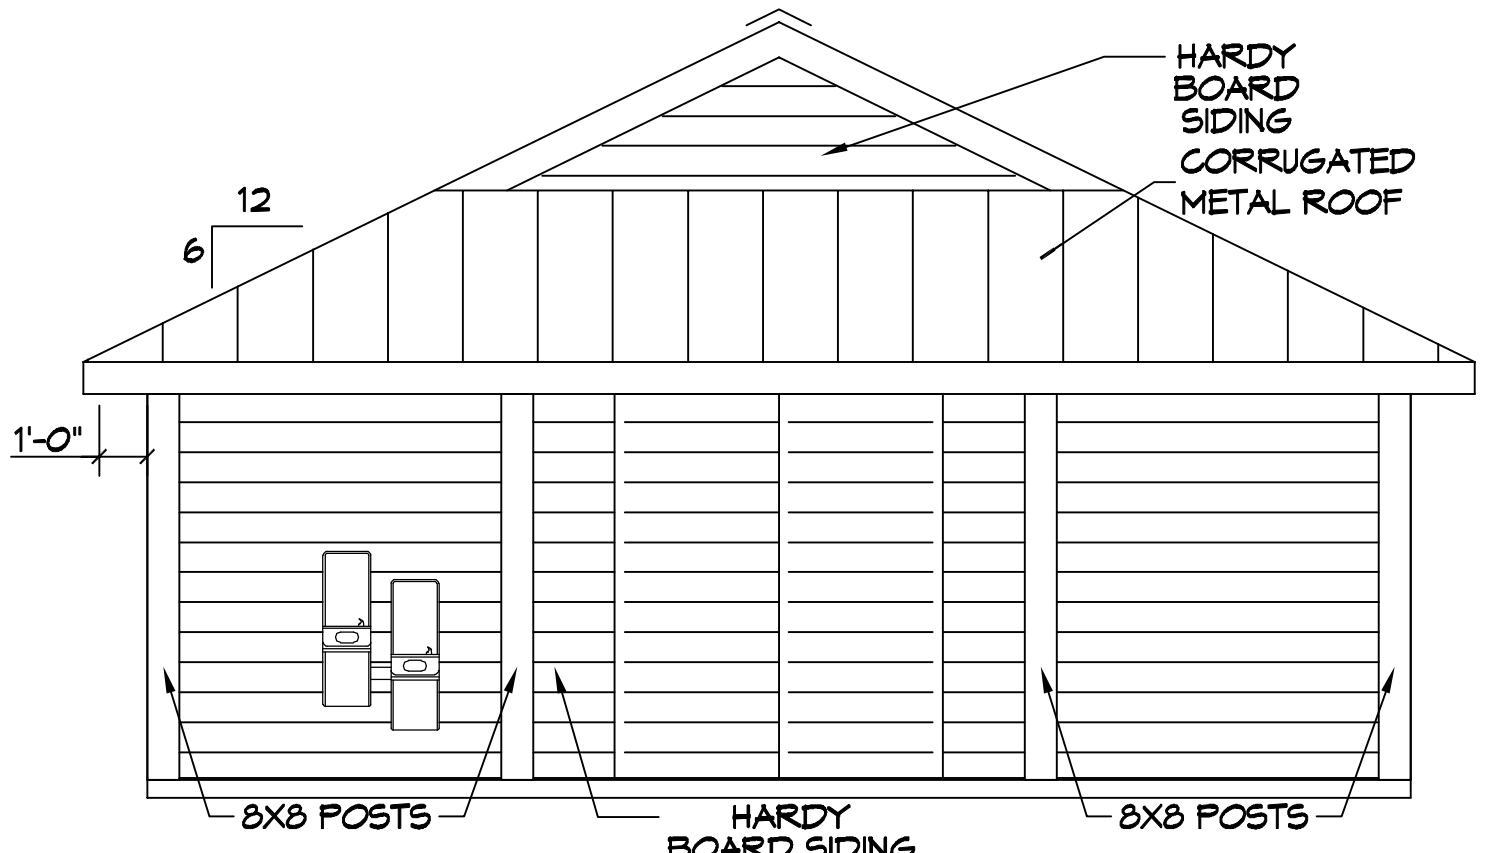 HARDY
BOARD
SIDING
CORRUGATED
METAL ROOF
12
6
1'-0"
8X8 POSTS
HARDY
BOARD SIDING
8X8 POSTS